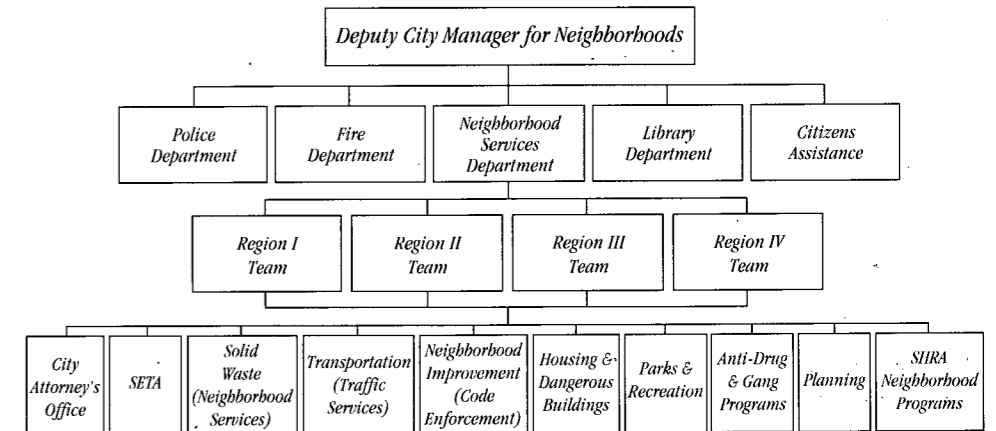 Deputy City Manager for Neighborhoods
Police
Department
Fire
Department
Neighborhood
Services
Department
Library
Department
Citizens
Assistance
Region I
Team
Region II
Team
Region III
Team
Region IV
Team
City
Attorney's
Office
SETA
Solid
Waste
(Neighborhood
Services)
Transportation
(Traffic
Services)
Neighborhood
Improvement
(Code
Enforcement)
Housing &
Dangerous
Buildings
Parks &
Recreation
Anti-Drug
& Gang
Programs
Planning
SHRA
Neighborhood
Programs